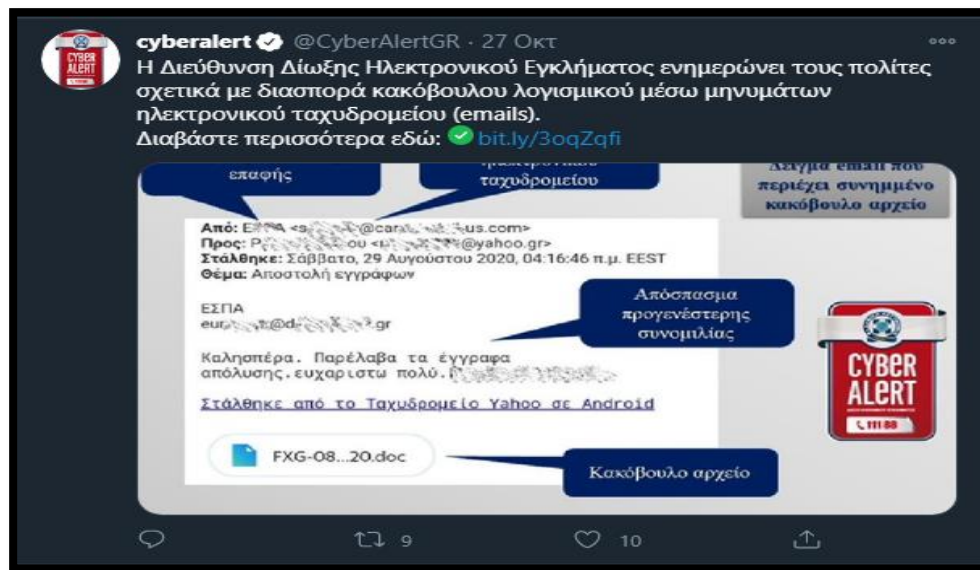 cyberalert @CyberAlertGR · 27 Οκτ
Η Διεύθυνση Δίωξης Ηλεκτρονικού Εγκλήματος ενημερώνει τους πολίτες
σχετικά με διασπορά κακόβουλου λογισμικού μέσω μηνυμάτων
ηλεκτρονικού ταχυδρομείου (emails).
Διαβάστε περισσότερα εδώ: bit.ly/3oqZqfi
επαφής
ταχυδρομείου
Δείγμα email που
περιέχει συνημμένο
κακόβουλο αρχείο
Από:
Προς: @yahoo.gr>
Στάλθηκε: Σάββατο, 29 Αυγούστου 2020, 04:16:46 π.μ. EEST
Θέμα: Αποστολή εγγράφων
ΕΣΠΑ
Απόσπασμα
προγενέστερης
συνομιλίας
Καλησπέρα. Παρέλαβα τα έγγραφα
απόλυσης.ευχαριστω πολύ.
Στάλθηκε από το Ταχυδρομείο Yahoo σε Android
FXG-08...20.doc
Κακόβουλο αρχείο
CYBER
ALERT
111 88
9 10